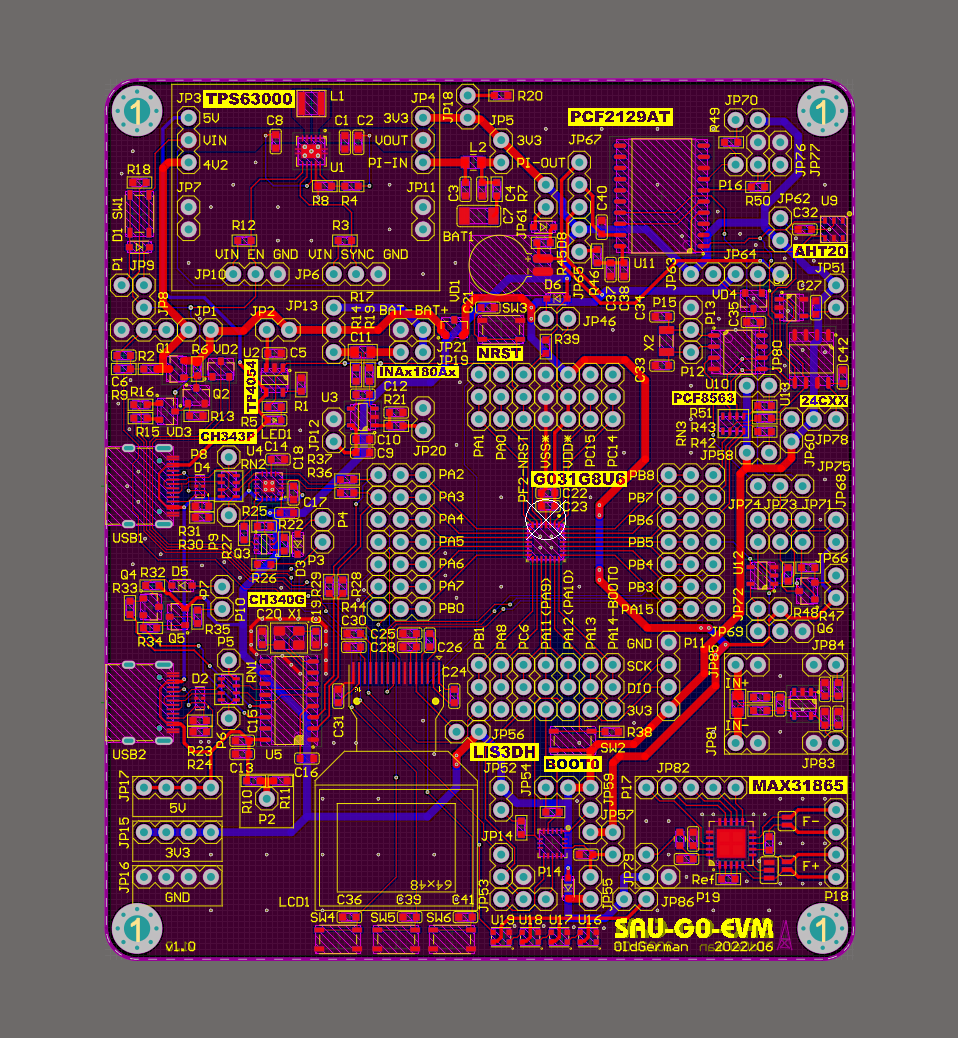 JP3 TPS63000 L1 JP4 JP18 R20
5V C8 C1 C2 3V3 JP5 PCF2129AT R49 JP70
VIN VOUT 3V3 JP67 JP76 JP77
4V2 U1 PI-IN L2 PI-OUT
R18 R8 R4 C3 C4 R7 P16 R50
JP7 JP11 C7 JP61 C40 JP62 C32 U9
SW1 R12 R3 BAT1 AHT20
D1 VIN EN GND VIN SYNC GND R45 D8 U11 JP64 JP51
P1 JP9 JP10 JP6 VD1 D6 JP65 R46 C37 C38 JP63 VD4 G27
JP8 JP1 JP2 JP13 R17 BAT-BAT+ C21 SW3 JP46 C34 P15 P13 C35
R14 R19
Q1 R6 VD2 U2 C5 C11 JP21 NRST R39 X2 JP80 C42
R2 JP19 P12
C6 R9 TP4054 INAx180Ax C33 U10
R16 Q2 R1 U3 C12 R21 PCF8563 U13 24CXX
R15 VD3 R13 R5 LED1 JP12 C10 JP20 PA1 PA0 PF2-NRST VSS* VDD* PC15 PC14 RN3 R51 R43 R42 JP60 JP78
CH343P C9
P8 D4 U4 RN2 C14 C18 R37 R36 PA2 G031G8U6 PB8 JP58 JP75
C17 PA3 C22 C23 PB7 JP74 JP73 JP71 JP68
USB1 R31 R30 P9 R25 R27 R22 P4 PA4 PB6
Q3 D3 P3 PA5 PB5 JP66
Q4 D5 R26 PA6 PB4 U12
R33 R32 P7 CH340G R29 R28 PA7 PB3 JP72
R34 Q5 R35 P10 C20 X1 C19 R44 C30 PB0 PA15 R48 R47
P5 C25 C28 C26 PB1 PA8 PC6 PA11(PA9) PA12(PA10) PA13 PA14-BOOT0 GND JP11 JP69 Q6
RN1 C24 SCK JP85 JP84
D2 DIO IN+
USB2 P6 C15 C31 3V3 IN-
R23 R24 C13 U5 C16 JP56 LIS3DH SW2 R38 JP81 JP83
JP17 5V R10 R11 JP52 JP54 BOOT0 JP59 P17 JP82 MAX31865
P2 JP57 F-
JP15 3V3 JP14
JP16 64×48 P14 JP79 F+
GND LCD1 JP53 JP55 Ref P19 P18
C36 C39 C41 JP86
SW4 SW5 SW6 U19 U18 U17 U16 SAU-G0-EVM
v1.0 OldGerman 2022.06
1 1 1 1